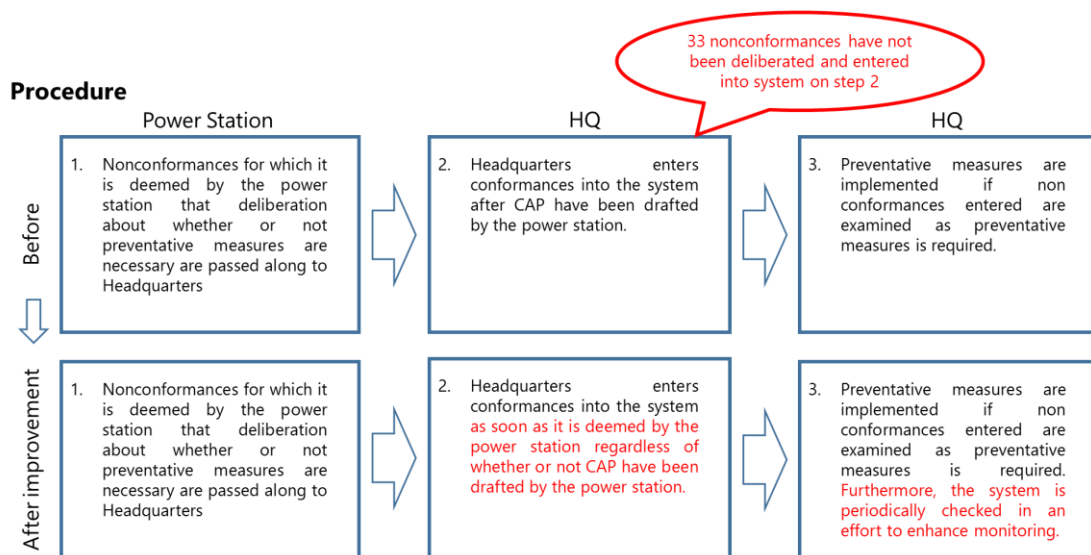 33 nonconformances have not
been deliberated and entered
into system on step 2
Procedure
Power Station
HQ
HQ
Before
1. Nonconformances for which it
is deemed by the power
station that deliberation
about whether or not
preventative measures are
necessary are passed along to
Headquarters
2. Headquarters enters
conformances into the system
after CAP have been drafted
by the power station.
3. Preventative measures are
implemented if non
conformances entered are
examined as preventative
measures is required.
After improvement
1. Nonconformances for which it
is deemed by the power
station that deliberation
about whether or not
preventative measures are
necessary are passed along to
Headquarters
2. Headquarters enters
conformances into the system
as soon as it is deemed by the
power station regardless of
whether or not CAP have been
drafted by the power station.
3. Preventative measures are
implemented if non
conformances entered are
examined as preventative
measures is required.
Furthermore, the system is
periodically checked in an
effort to enhance monitoring.